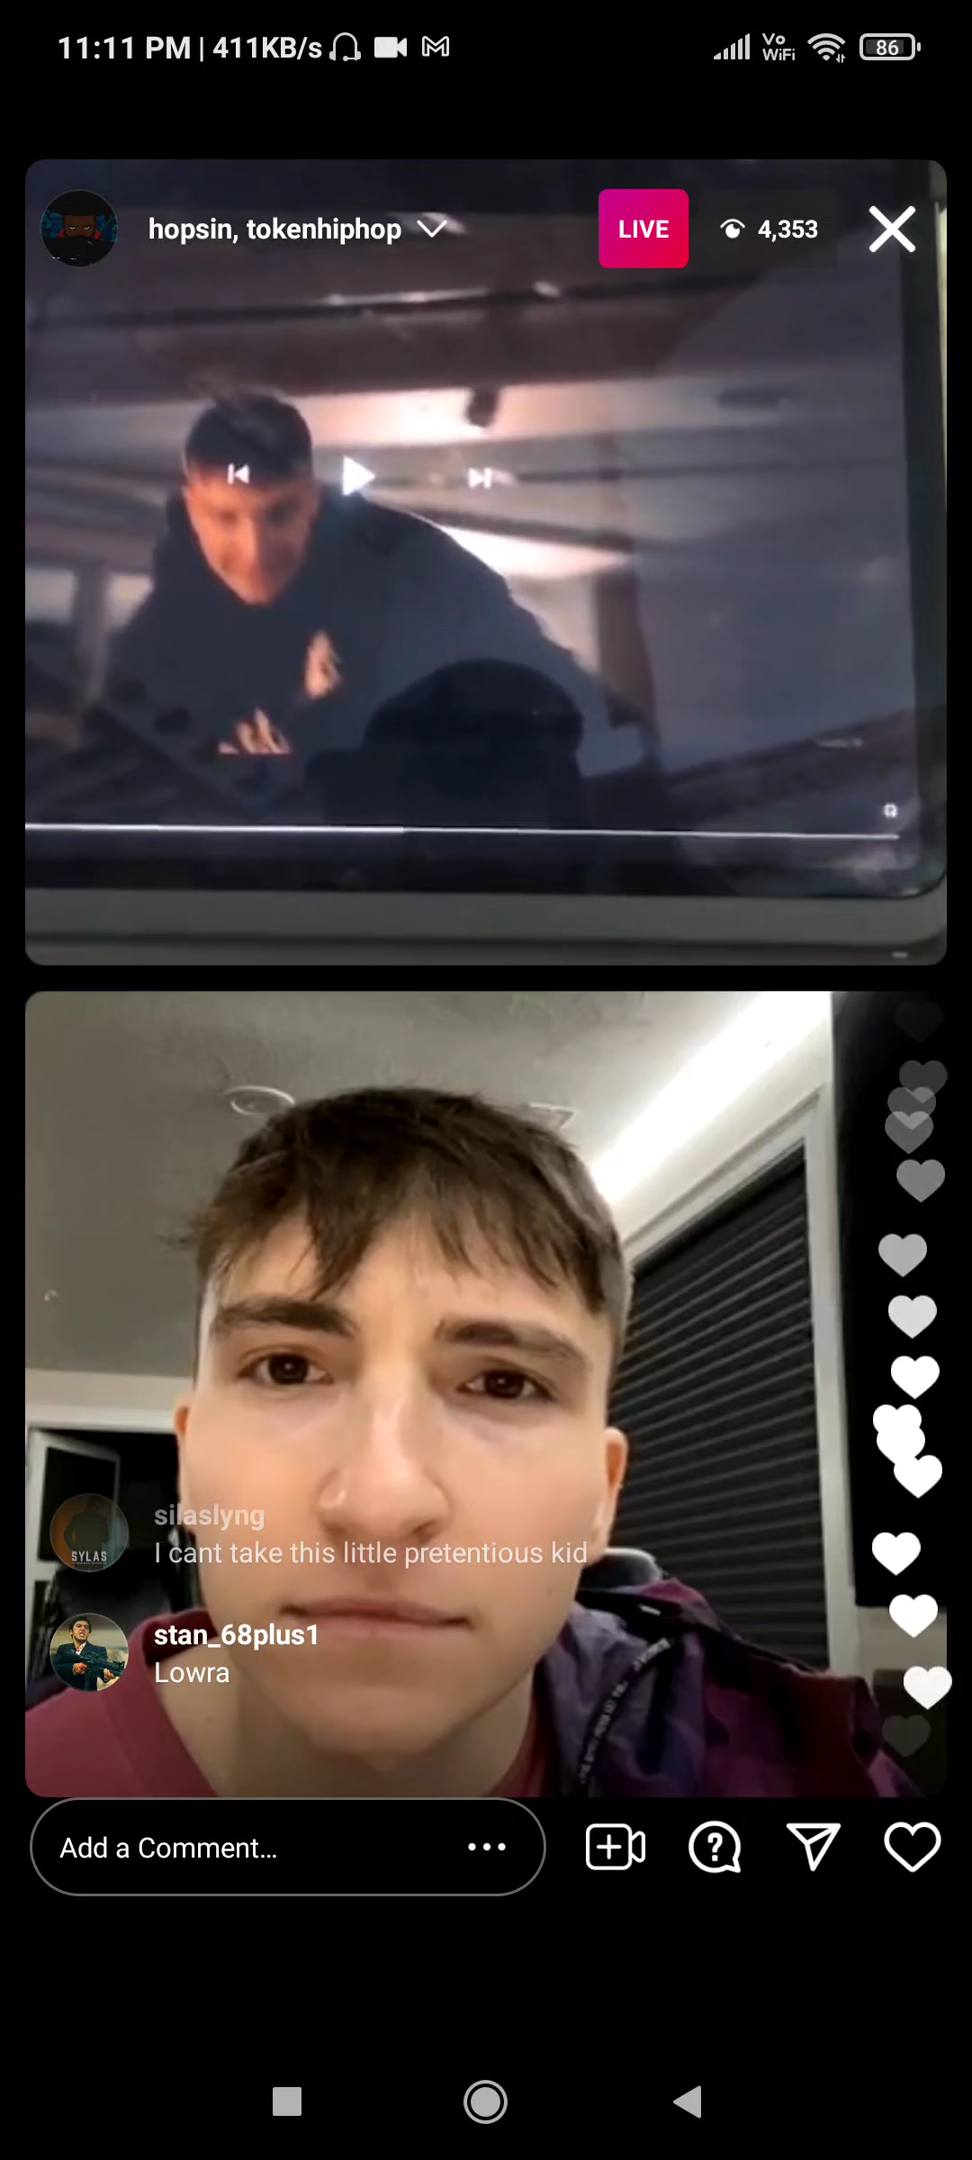 11:11 PM | 411KB/s
Vo
WiFi
86
hopsin, tokenhiphop
LIVE
4,353
silaslyng
I cant take this little pretentious kid
SYLAS
stan_68plus1
Lowra
Add a Comment...